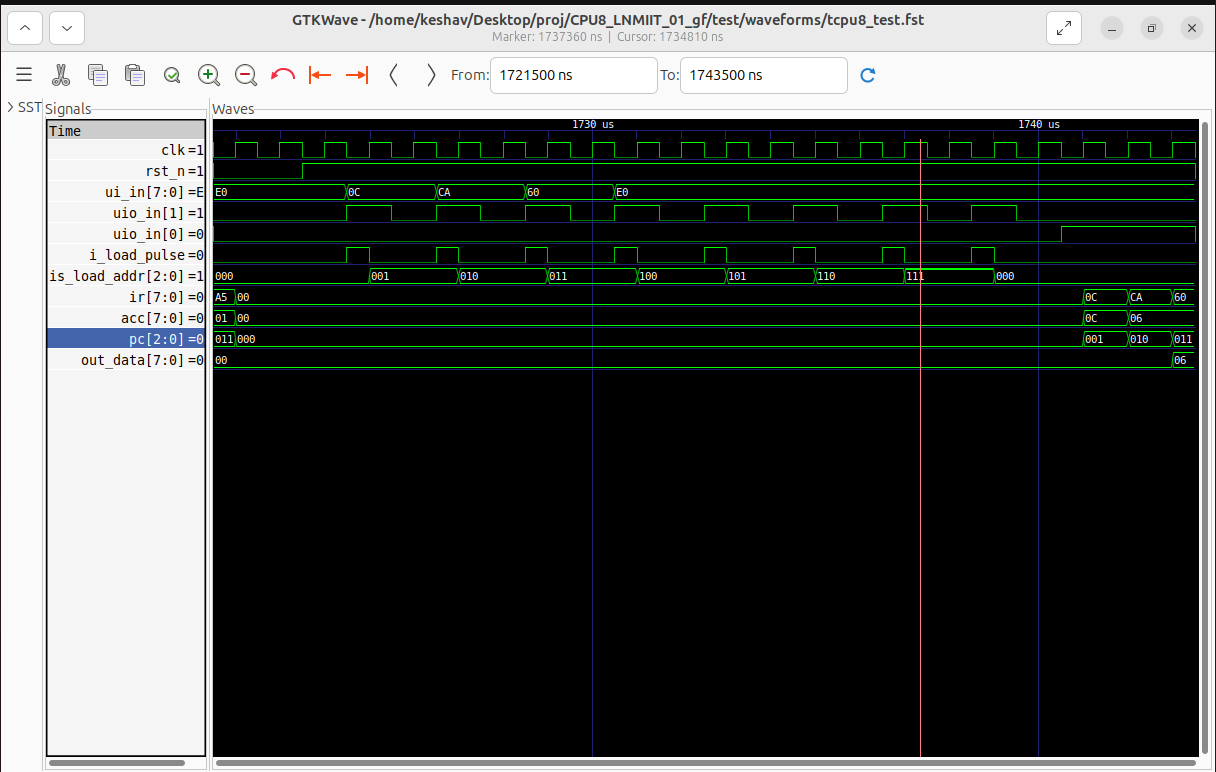 GTKWave - /home/keshav/Desktop/proj/CPU8_LNMIIT_01_gf/test/waveforms/tcpu8_test.fst
Marker: 1737360 ns | Cursor: 1734810 ns
From: 1721500 ns To: 1743500 ns
SST
Signals
Waves
Time
1730 us 1740 us
clk=1
rst_n=1
ui_in[7:0]=E E0 0C CA 60 E0
uio_in[1]=1
uio_in[0]=0
i_load_pulse=0
is_load_addr[2:0]=1 000 001 010 011 100 101 110 111 000
ir[7:0]=0 A5 00 0C CA 60
acc[7:0]=0 01 00 0C 06
pc[2:0]=0 011 000 001 010 011
out_data[7:0]=0 00 06